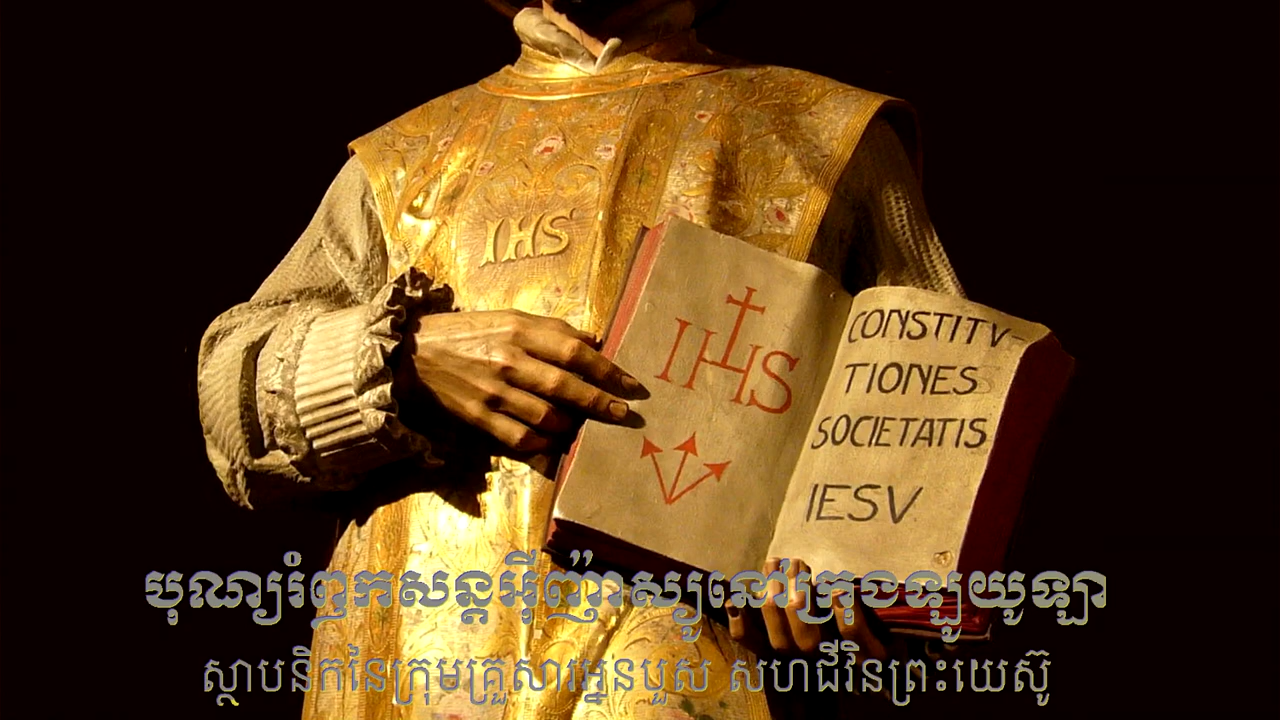 IHS
IHS
CONSTITV-
TIONES
SOCIETATIS
IESV
បុណ្យរំឭកសន្តអ៊ីញ៉ាស្យូនៅក្រុងឡូយូឡា
ស្ថាបនិកនៃក្រុមគ្រួសារអ្នកបួស សហជីវិនព្រះយេស៊ូ